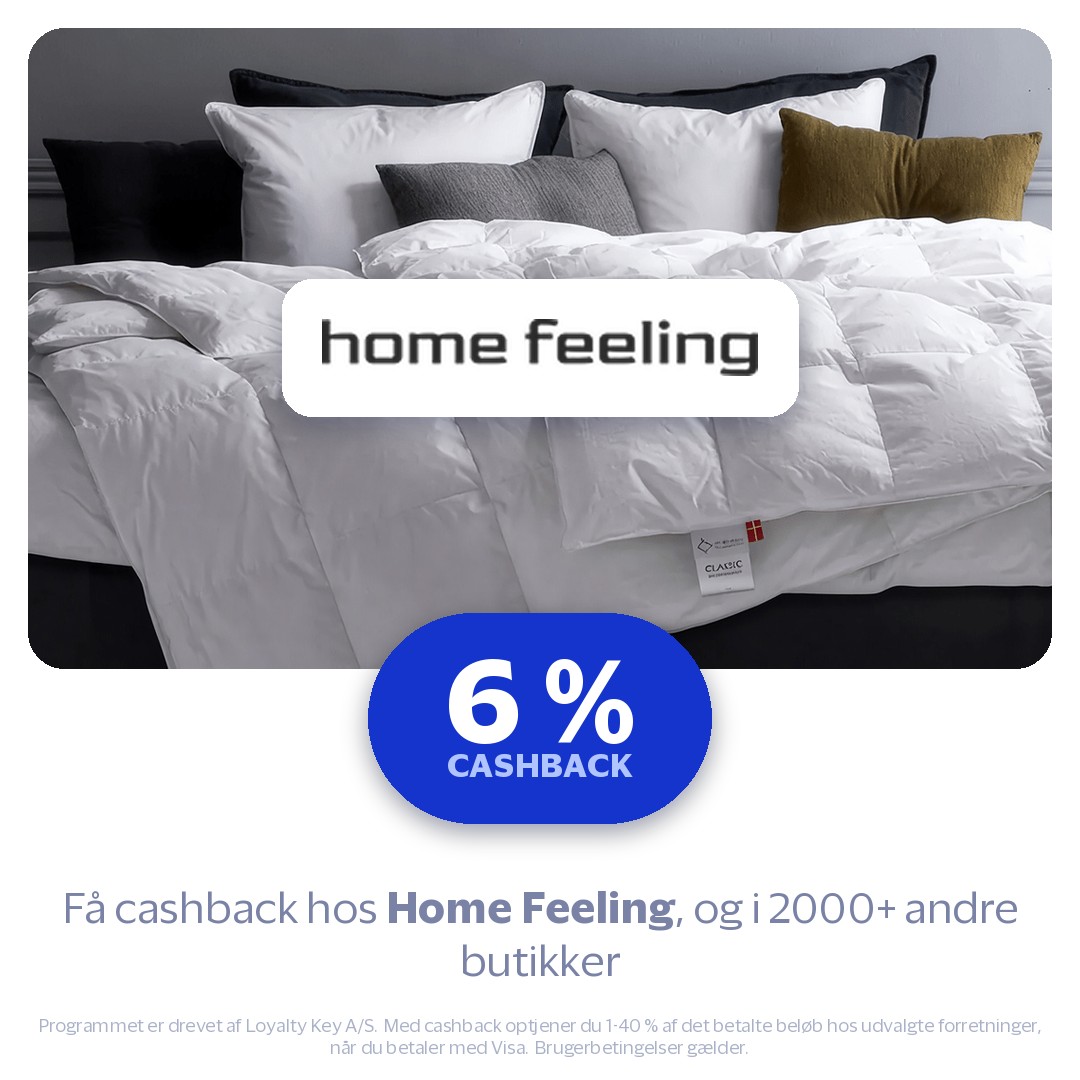 home feeling
CLASSIC
6 %
CASHBACK
Få cashback hos Home Feeling, og i 2000+ andre
butikker
Programmet er drevet af Loyalty Key A/S. Med cashback optjener du 1-40 % af det betalte beløb hos udvalgte forretninger,
når du betaler med Visa. Brugerbetingelser gælder.